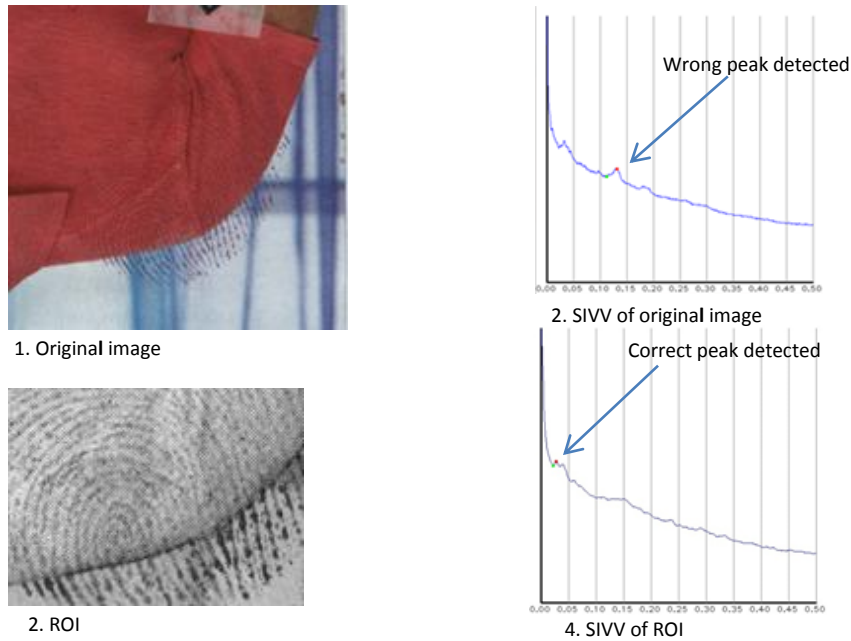 Wrong peak detected
0.00 0.05 0.10 0.15 0.20 0.25 0.30 0.35 0.40 0.45 0.50
1. Original image
2. SIVV of original image
Correct peak detected
0.00 0.05 0.10 0.15 0.20 0.25 0.30 0.35 0.40 0.45 0.50
2. ROI
4. SIVV of ROI